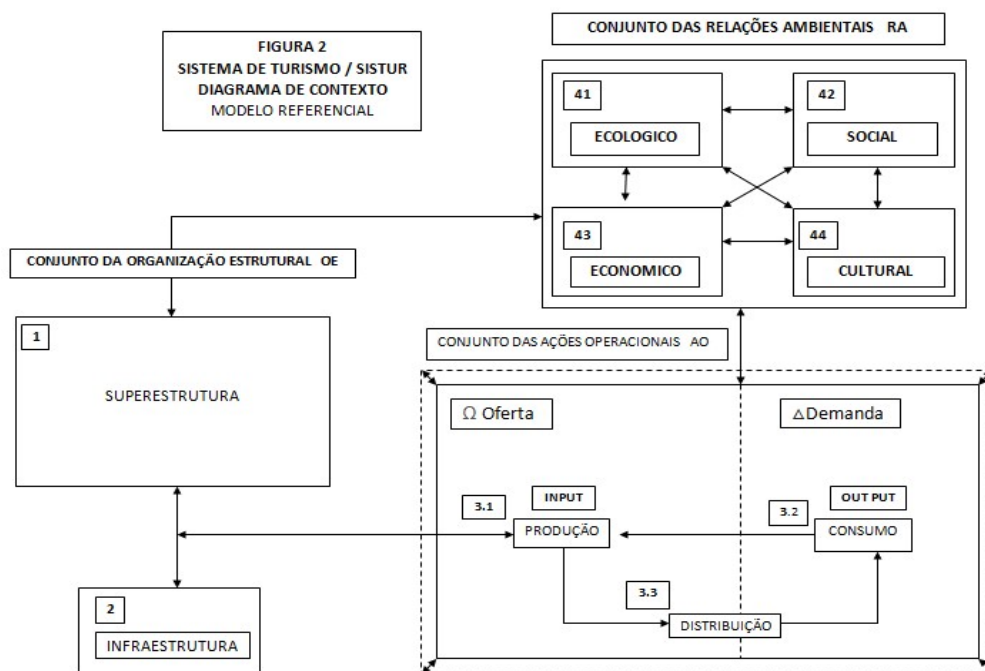 CONJUNTO DAS RELAÇÕES AMBIENTAIS RA
FIGURA 2
SISTEMA DE TURISMO / SISTUR
DIAGRAMA DE CONTEXTO
MODELO REFERENCIAL
41
ECOLOGICO
42
SOCIAL
43
ECONOMICO
44
CULTURAL
CONJUNTO DA ORGANIZAÇÃO ESTRUTURAL OE
1
SUPERESTRUTURA
CONJUNTO DAS AÇÕES OPERACIONAIS AO
Ω Oferta
△Demanda
3.1
INPUT
PRODUÇÃO
3.2
OUT PUT
CONSUMO
3.3
DISTRIBUIÇÃO
2
INFRAESTRUTURA